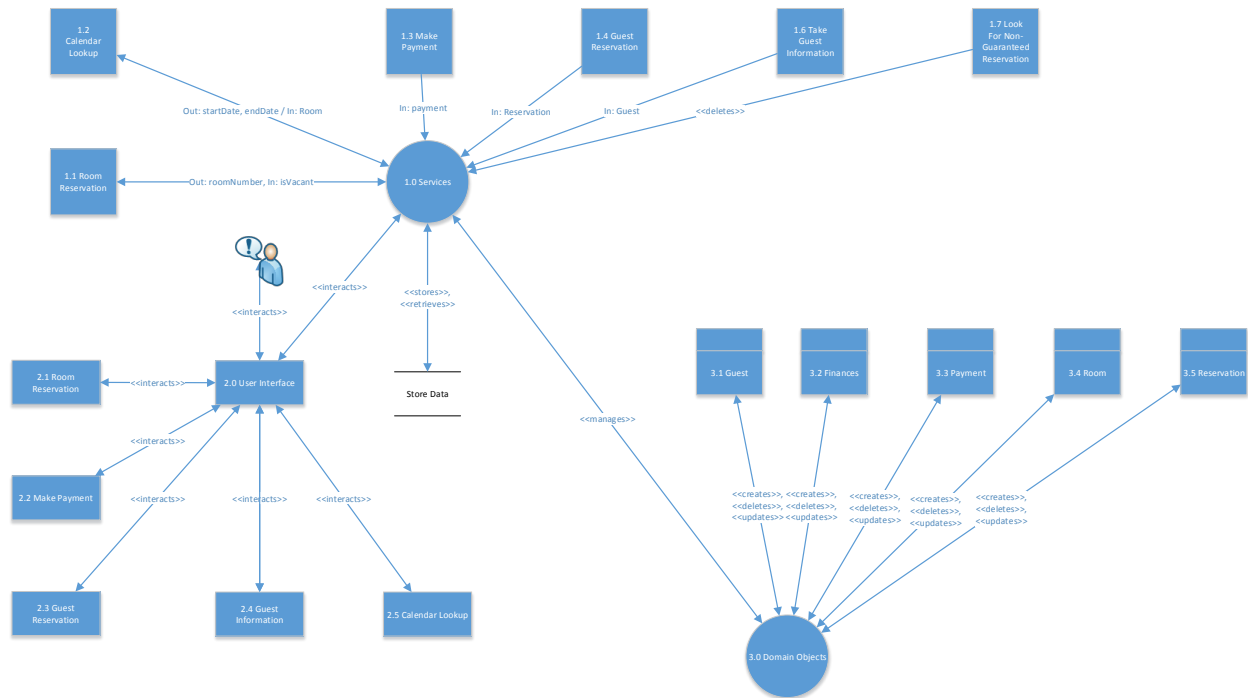 1.2
Calendar
Lookup
1.3 Make
Payment
1.4 Guest
Reservation
1.6 Take
Guest
Information
1.7 Look
For Non-
Guaranteed
Reservation
Out: startDate, endDate / In: Room
In: payment
In: Reservation
In: Guest
<<deletes>>
1.1 Room
Reservation
Out: roomNumber, In: isVacant
1.0 Services
!
<<interacts>>
<<interacts>>
<<stores>>,
<<retrieves>>
2.1 Room
Reservation
<<interacts>>
2.0 User Interface
Store Data
3.1 Guest
3.2 Finances
3.3 Payment
3.4 Room
3.5 Reservation
<<manages>>
<<interacts>>
2.2 Make Payment
<<interacts>>
<<interacts>>
<<interacts>>
<<creates>>,
<<deletes>>,
<<updates>>
<<creates>>,
<<deletes>>,
<<updates>>
<<creates>>,
<<deletes>>,
<<updates>>
<<creates>>,
<<deletes>>,
<<updates>>
<<creates>>,
<<deletes>>,
<<updates>>
2.3 Guest
Reservation
2.4 Guest
Information
2.5 Calendar Lookup
3.0 Domain Objects